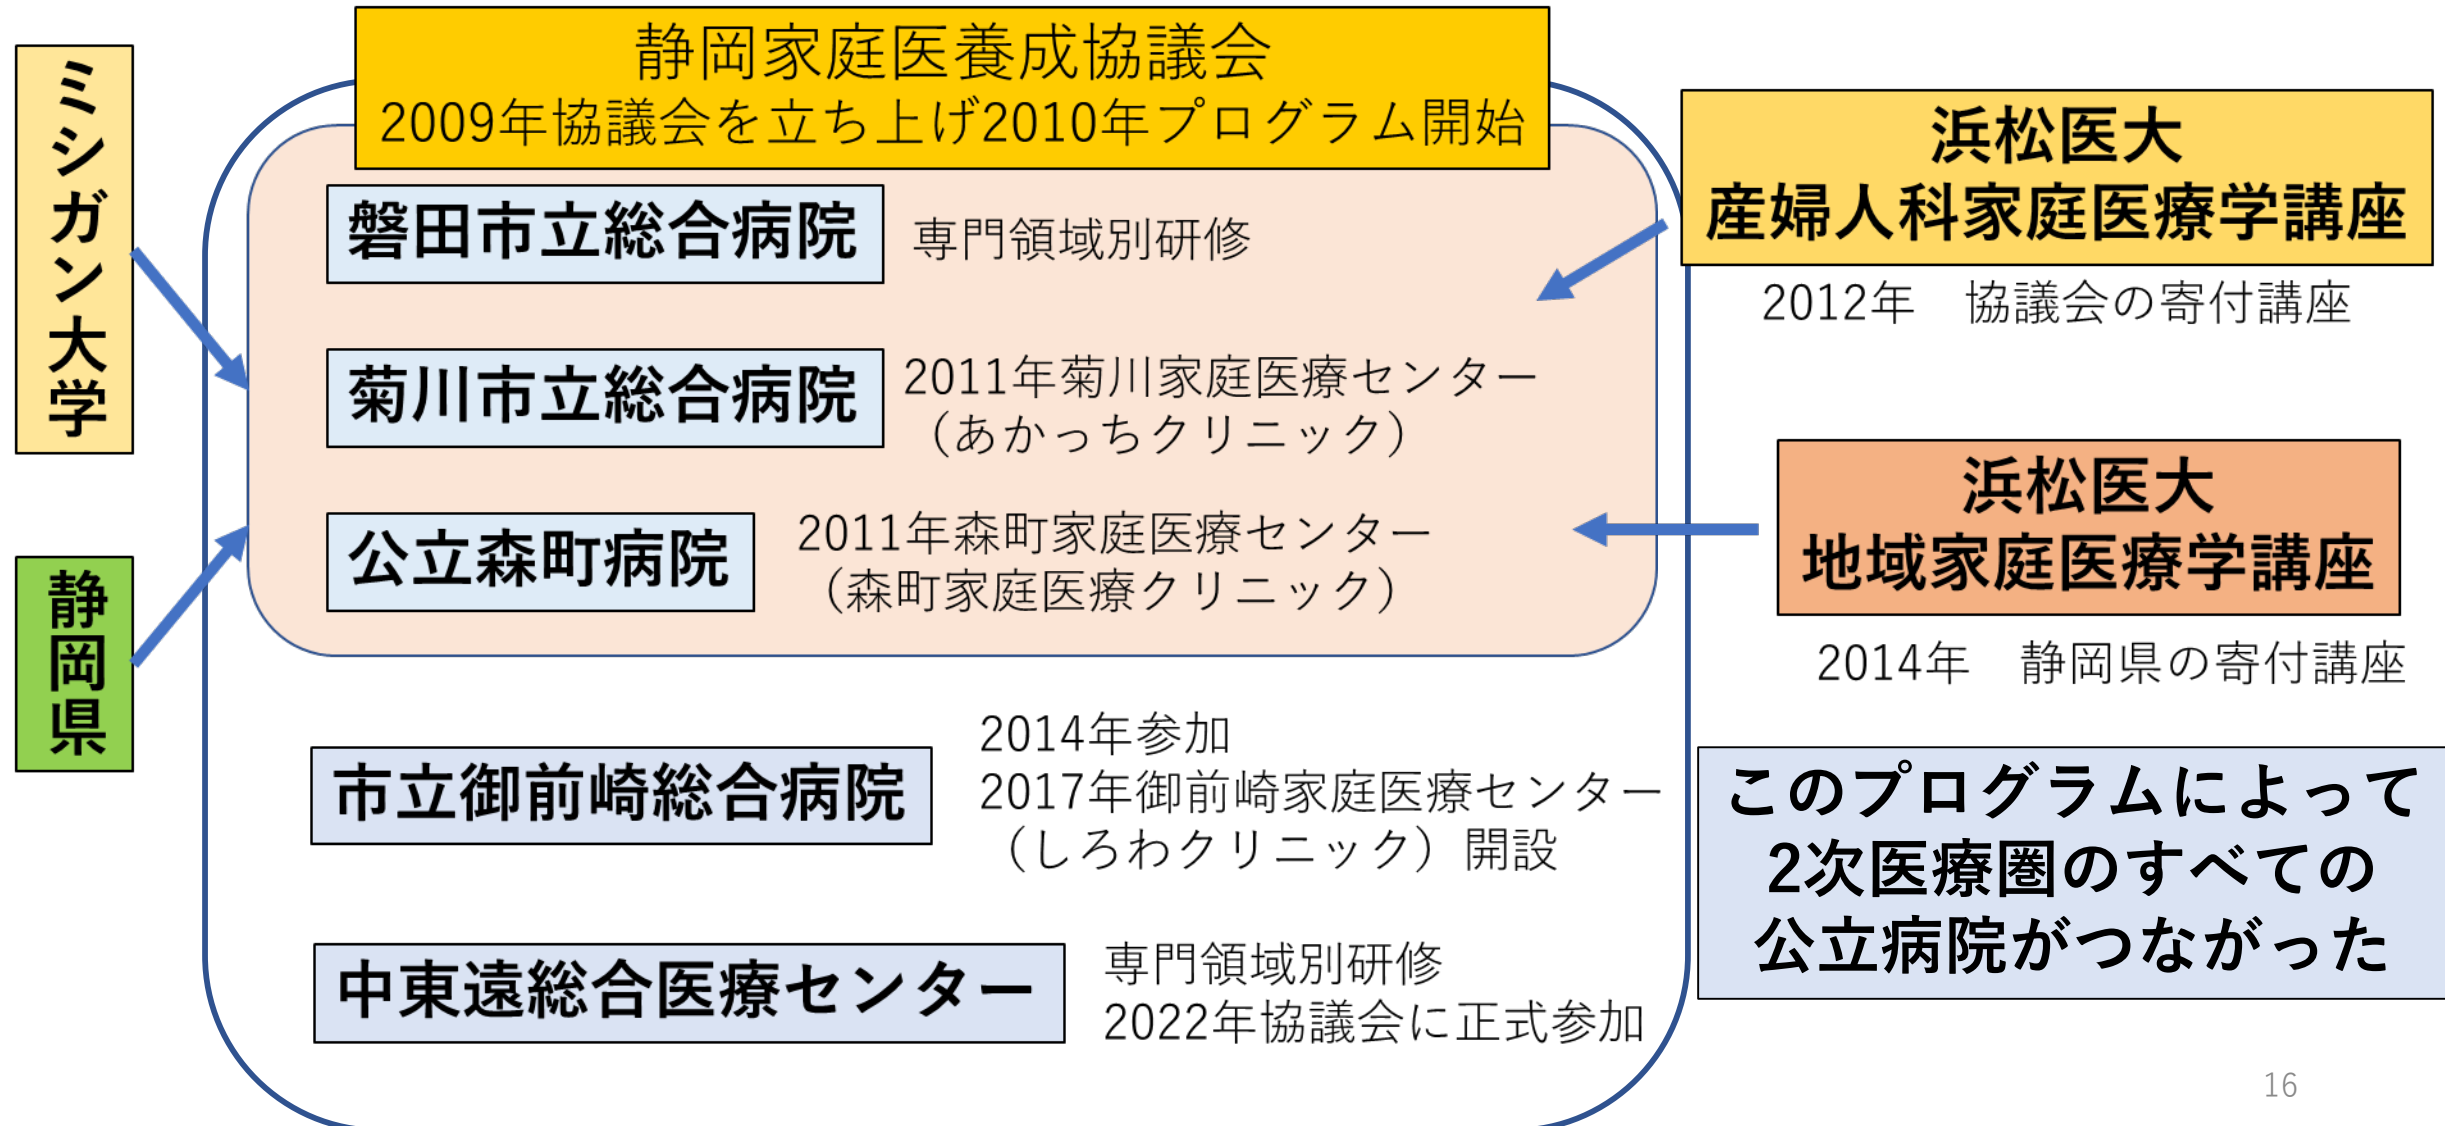 静岡家庭医養成協議会
2009年協議会を立ち上げ2010年プログラム開始
ミシガン大学
静岡県
磐田市立総合病院
専門領域別研修
菊川市立総合病院
2011年菊川家庭医療センター
（あかっちクリニック）
公立森町病院
2011年森町家庭医療センター
（森町家庭医療クリニック）
市立御前崎総合病院
2014年参加
2017年御前崎家庭医療センター
（しろわクリニック）開設
中東遠総合医療センター
専門領域別研修
2022年協議会に正式参加
浜松医大
産婦人科家庭医療学講座
2012年　協議会の寄付講座
浜松医大
地域家庭医療学講座
2014年　静岡県の寄付講座
このプログラムによって
2次医療圏のすべての
公立病院がつながった
16